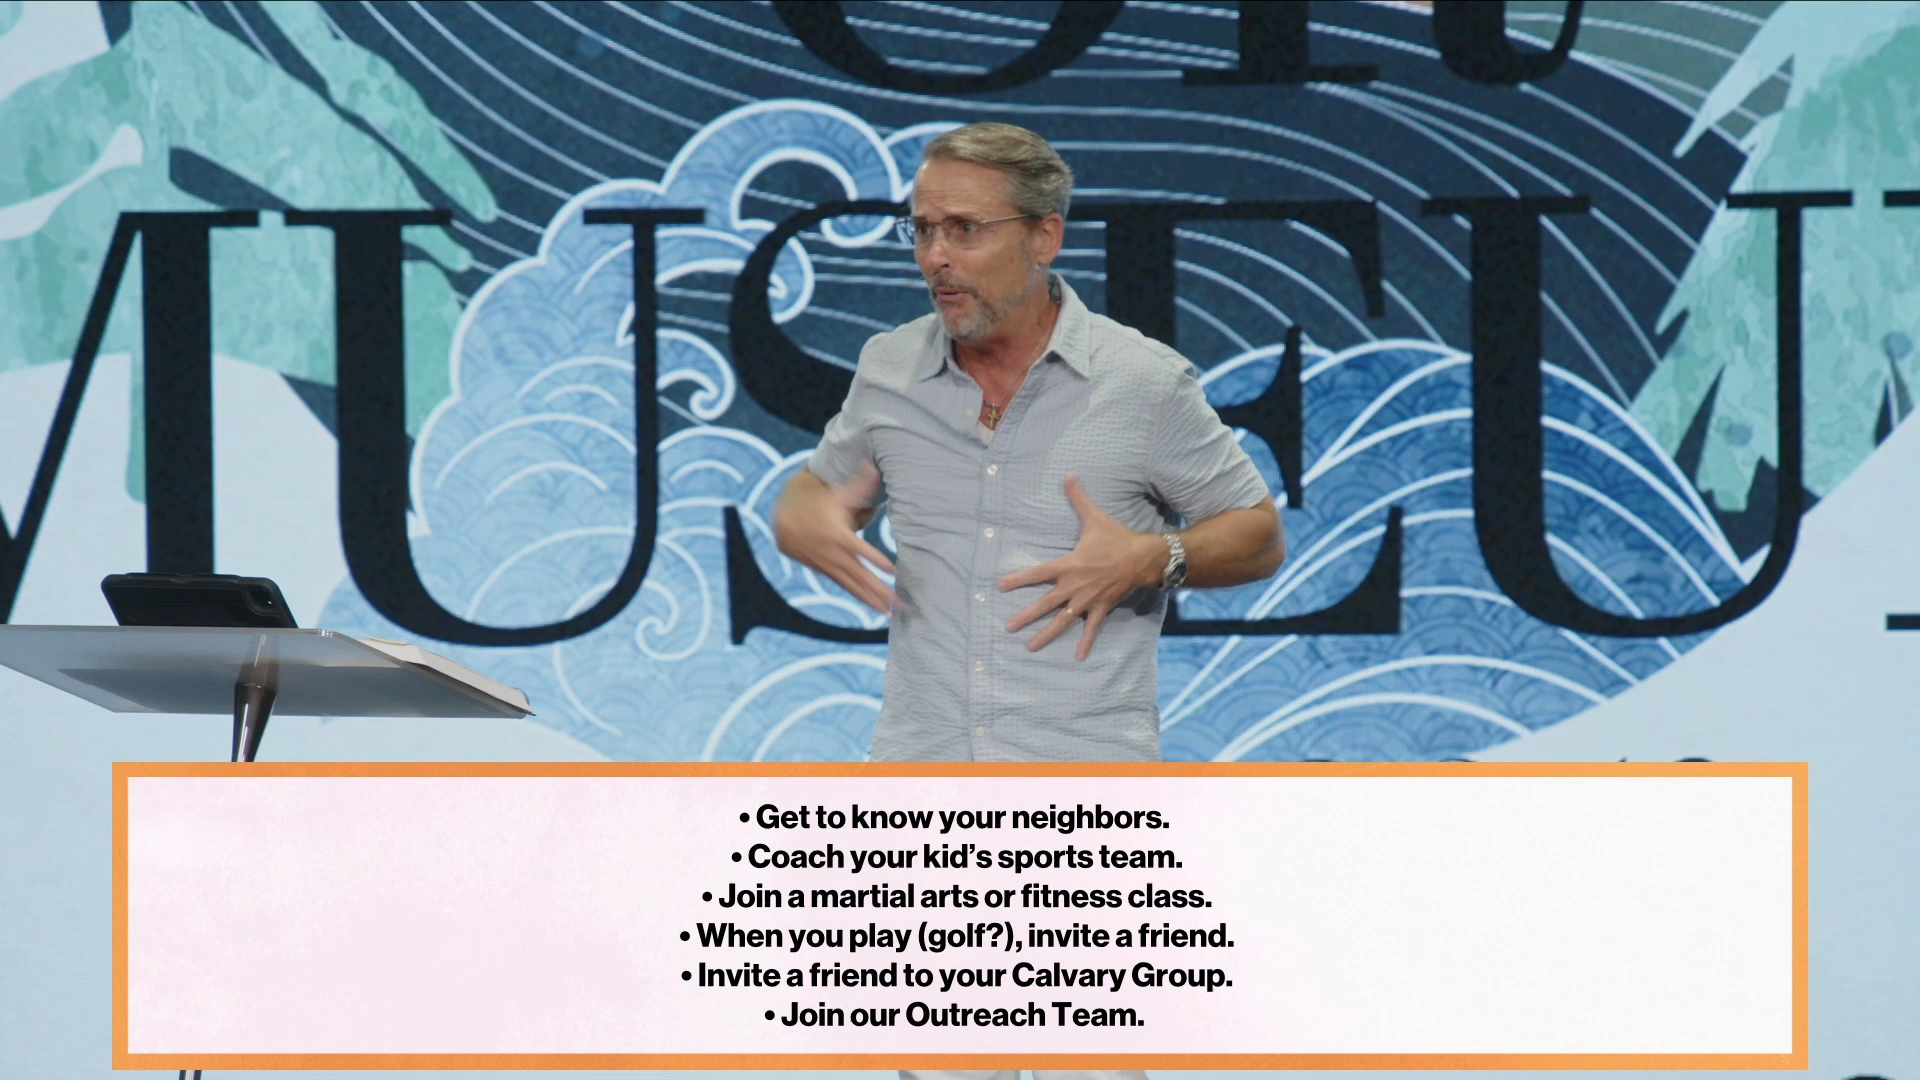 MUSEU
• Get to know your neighbors.
• Coach your kid’s sports team.
• Join a martial arts or fitness class.
• When you play (golf?), invite a friend.
• Invite a friend to your Calvary Group.
• Join our Outreach Team.